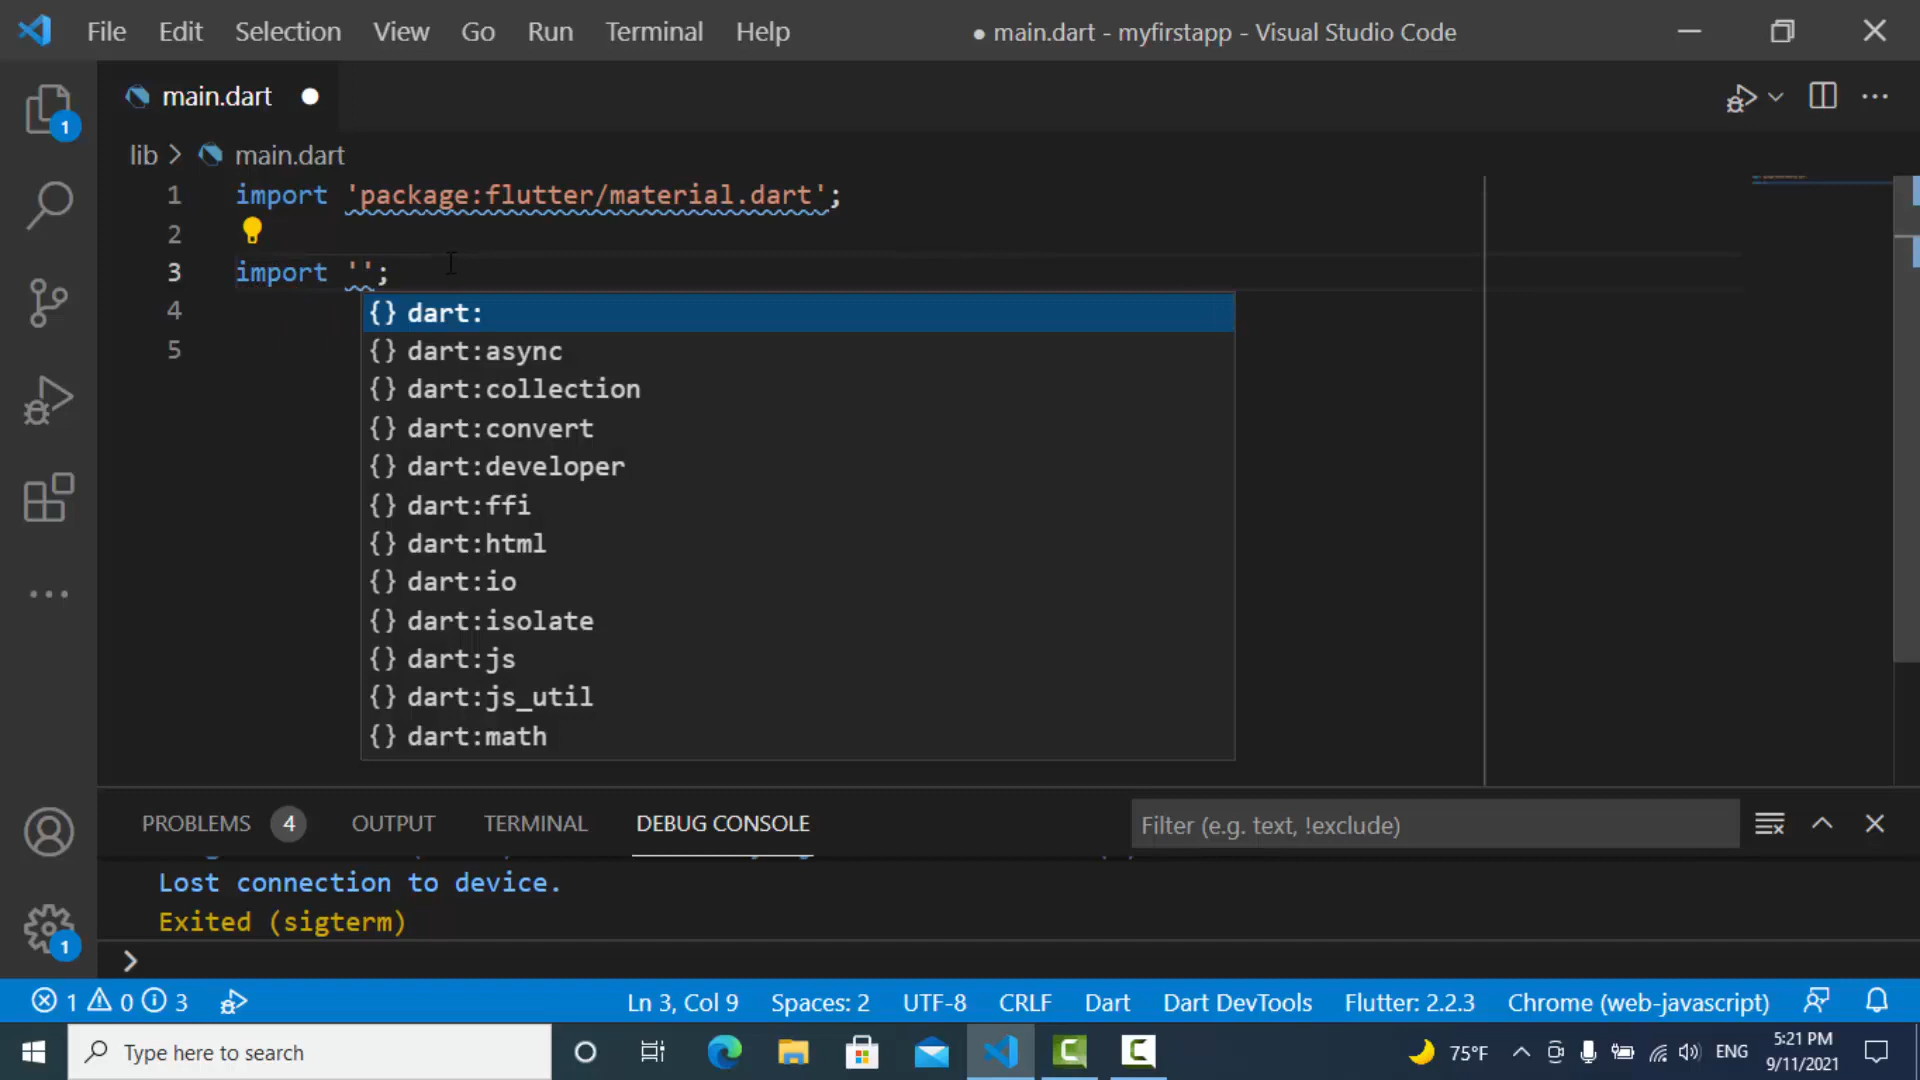 File Edit Selection View Go Run Terminal Help ● main.dart - myfirstapp - Visual Studio Code
1
main.dart ●
lib > main.dart
1 import 'package:flutter/material.dart';
2
3 import '';
4 {} dart:
5 {} dart:async
{} dart:collection
{} dart:convert
{} dart:developer
{} dart:ffi
{} dart:html
{} dart:io
{} dart:isolate
{} dart:js
{} dart:js_util
{} dart:math
PROBLEMS 4 OUTPUT TERMINAL DEBUG CONSOLE Filter (e.g. text, !exclude)
Lost connection to device.
Exited (sigterm)
1
>
1 0 3 Ln 3, Col 9 Spaces: 2 UTF-8 CRLF Dart Dart DevTools Flutter: 2.2.3 Chrome (web-javascript)
Type here to search 75°F ENG 5:21 PM
9/11/2021